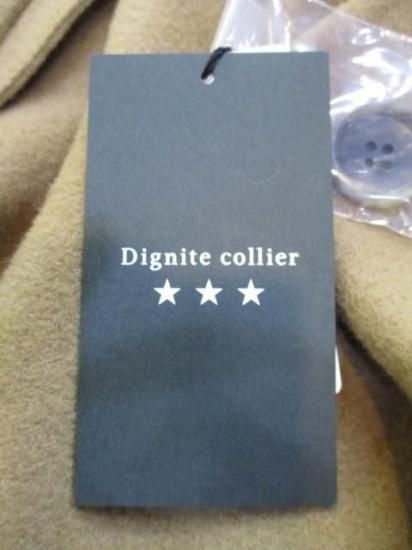 Dignite collier
★ ★ ★